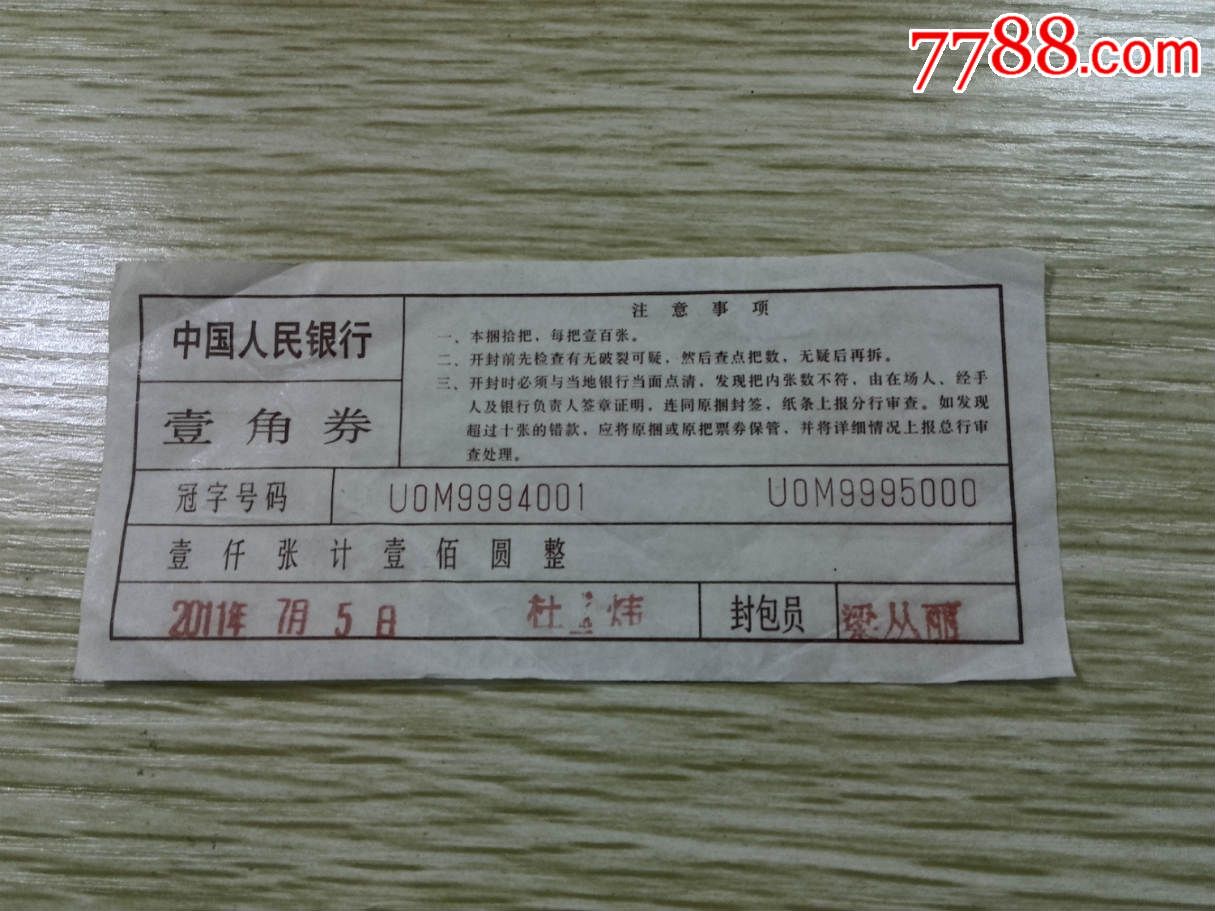 7788.com
中国人民银行
壹角券
注意事项
一、本捆拾把，每把壹百张。
二、开封前先检查有无破裂可疑，然后查点把数，无疑后再拆。
三、开封时必须与当地银行当面点清，发现把内张数不符，由在场人、经手
人及银行负责人签章证明，连同原捆封签，纸条上报分行审查。如发现
超过十张的错款，应将原捆或原把票券保管，并将详细情况上报总行审
查处理。
冠字号码 U0M9994001 U0M9995000
壹仟张计壹佰圆整
2011年 7月 5日 杜 炜 封包员 梁丛丽